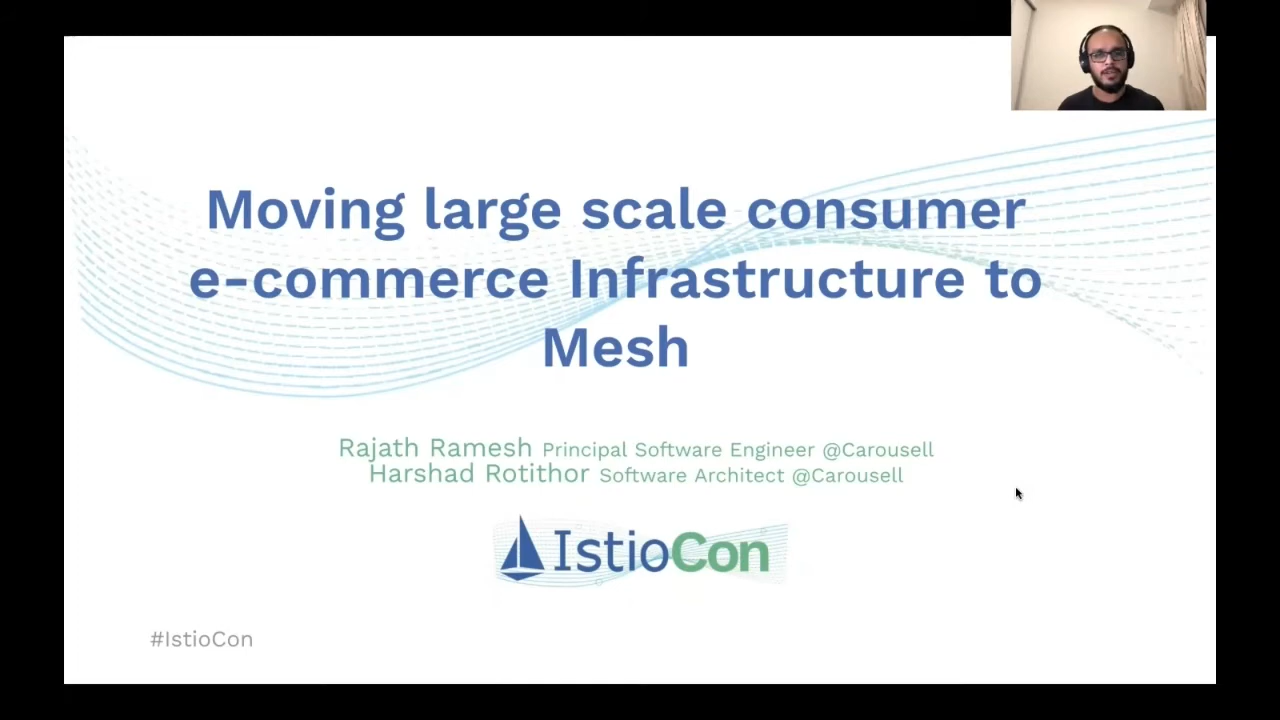 Moving large scale consumer
e-commerce Infrastructure to
Mesh
Rajath Ramesh Principal Software Engineer @Carousell
Harshad Rotithor Software Architect @Carousell
IstioCon
#IstioCon